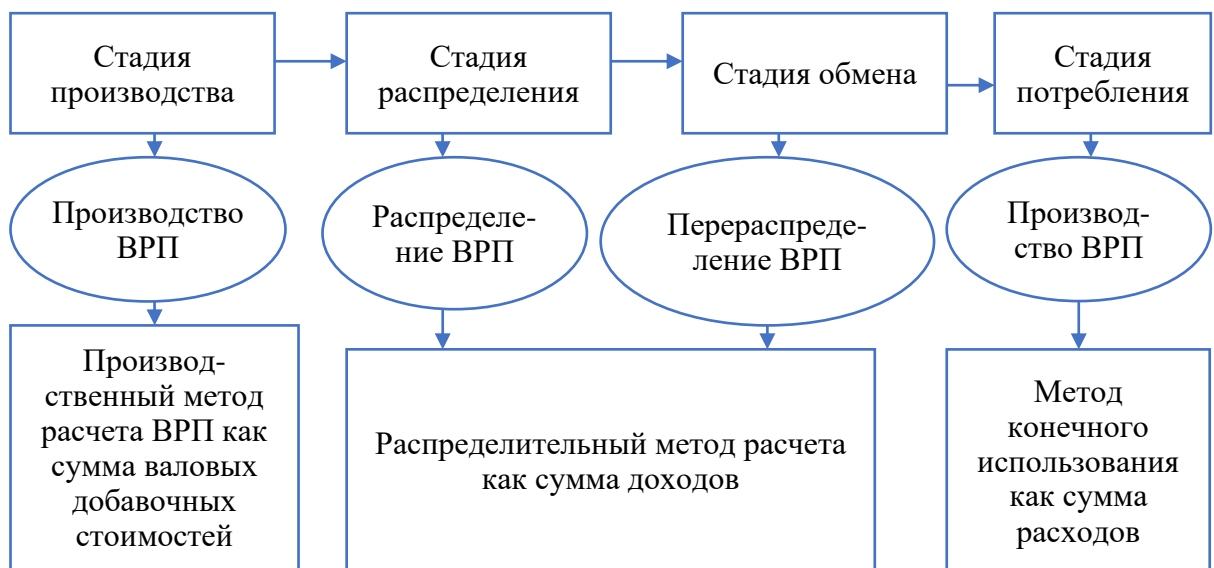 Стадия
производства
Стадия
распределения
Стадия обмена
Стадия
потребления
Производство
ВРП
Распределе-
ние ВРП
Перераспреде-
ление ВРП
Производ-
ство ВРП
Производ-
ственный метод
расчета ВРП как
сумма валовых
добавочных
стоимостей
Распределительный метод расчета
как сумма доходов
Метод
конечного
использования
как сумма
расходов